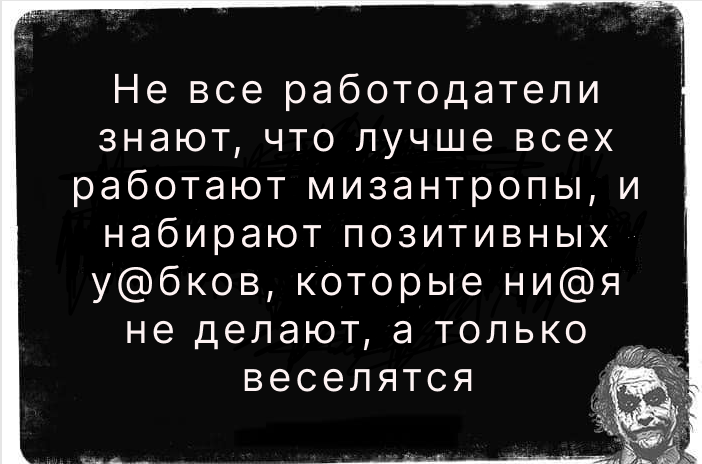 Не все работодатели
знают, что лучше всех
работают мизантропы, и
набирают позитивных
у@бков, которые ни@я
не делают, а только
веселятся